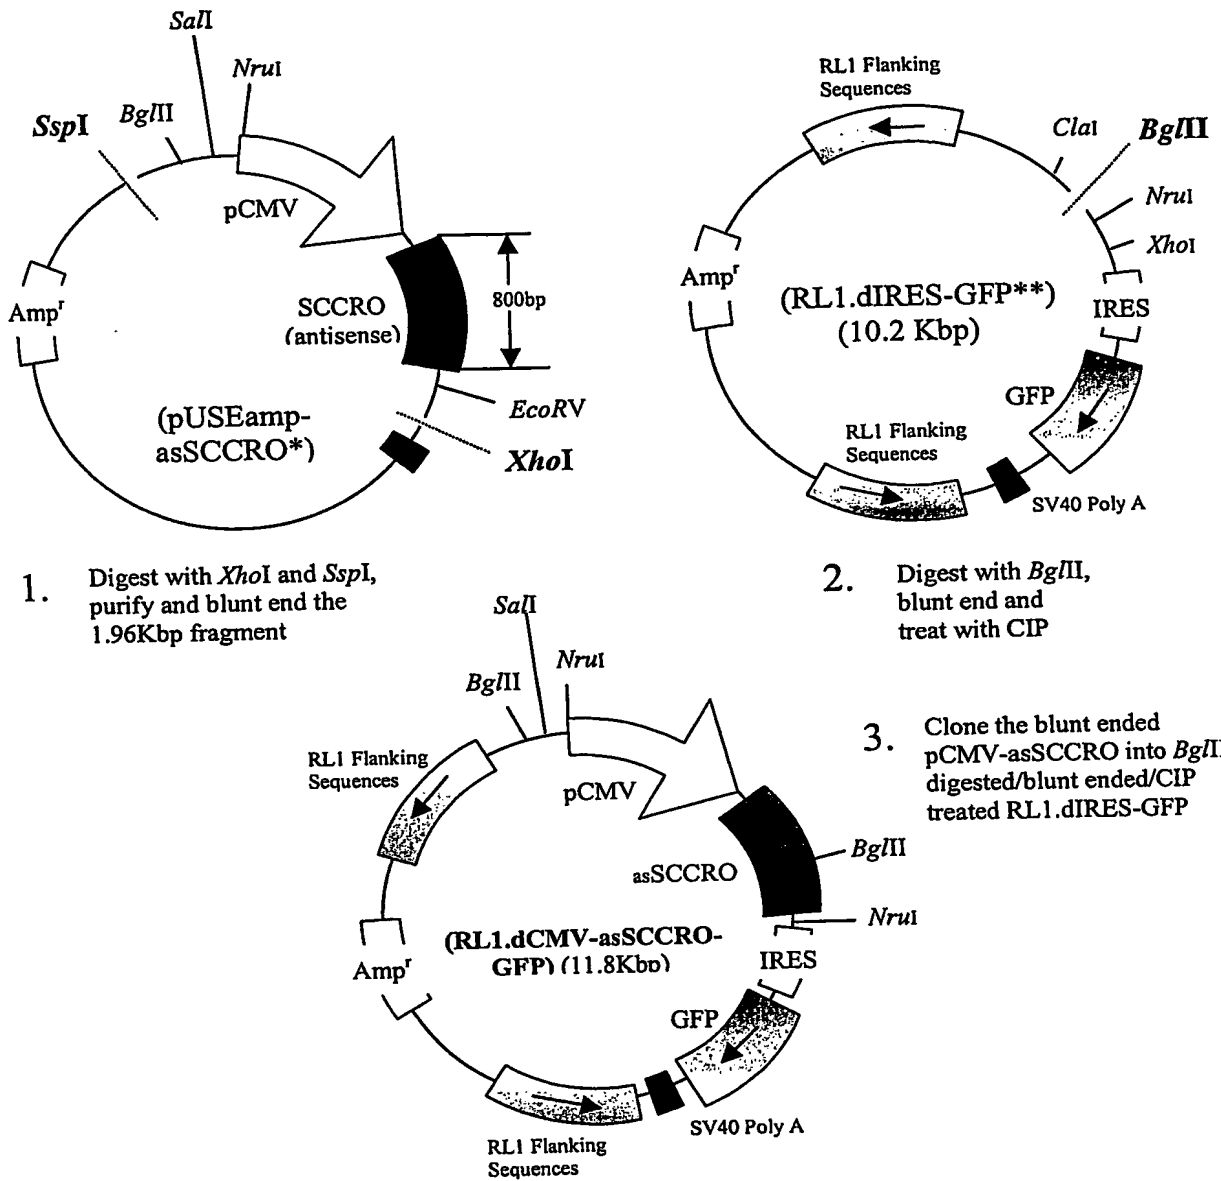 SalI
NruI
BglII
SspI
pCMV
Ampr
SCCRO
(antisense)
800bp
(pUSEamp-
asSCCRO*)
EcoRV
XhoI
RL1 Flanking
Sequences
ClaI
BglII
NruI
XhoI
Ampr
(RL1.dIRES-GFP**)
(10.2 Kbp)
IRES
GFP
RL1 Flanking
Sequences
SV40 Poly A
1. Digest with XhoI and SspI,
purify and blunt end the
1.96Kbp fragment
2. Digest with BglII,
blunt end and
treat with CIP
SalI
NruI
BglII
RL1 Flanking
Sequences
pCMV
asSCCRO
BglII
NruI
Ampr
(RL1.dCMV-asSCCRO-
GFP) (11.8Kbp)
IRES
GFP
SV40 Poly A
RL1 Flanking
Sequences
3. Clone the blunt ended
pCMV-asSCCRO into BglII
digested/blunt ended/CIP
treated RL1.dIRES-GFP